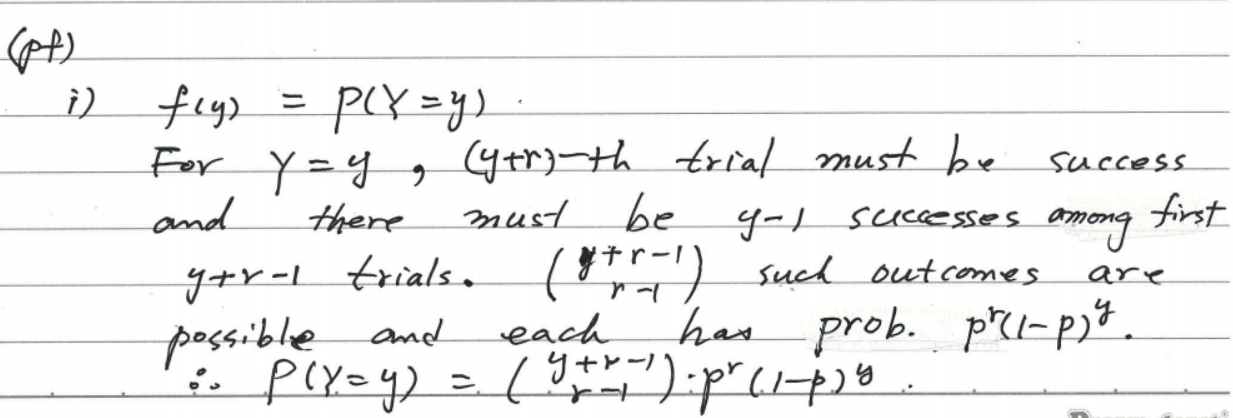 (pf)
i) f(y) = P(Y=y).
For Y=y, (y+r)-th trial must be success
and there must be y-1 successes among first
y+r-1 trials. (y+r-1 r-1) such outcomes are
possible and each has prob. p^r(1-p)^y.
∴ P(Y=y) = (y+r-1 r-1)·p^r(1-p)^y.